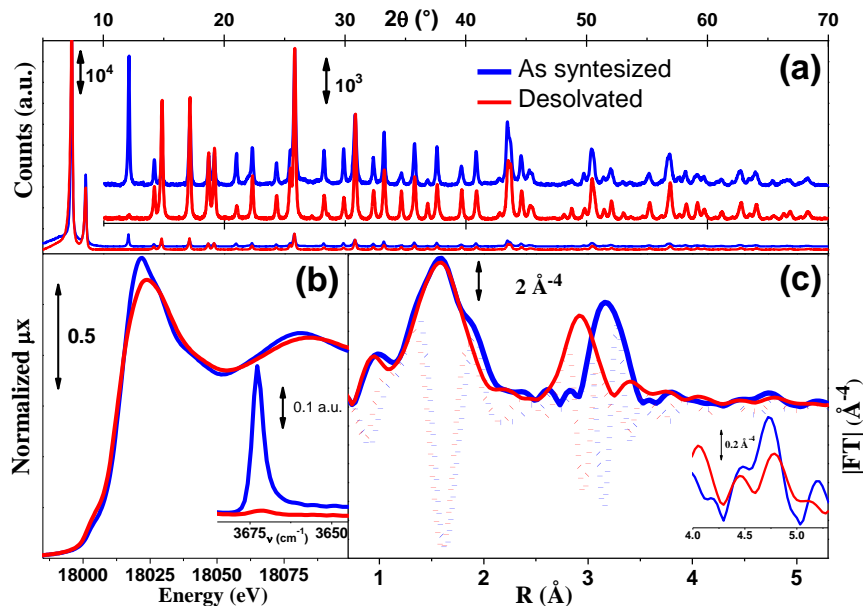 10 20 30 40 50 60 70
2θ (°)
Counts (a.u.)
10⁴
10³
As syntesized
Desolvated
(a)
Normalized μx
0.5
(b)
0.1 a.u.
3675 3650
ν (cm⁻¹)
18000 18025 18050 18075
Energy (eV)
2 Å⁻⁴
(c)
|FT| (Å⁻⁴)
0.2 Å⁻⁴
4.0 4.5 5.0
1 2 3 4 5
R (Å)